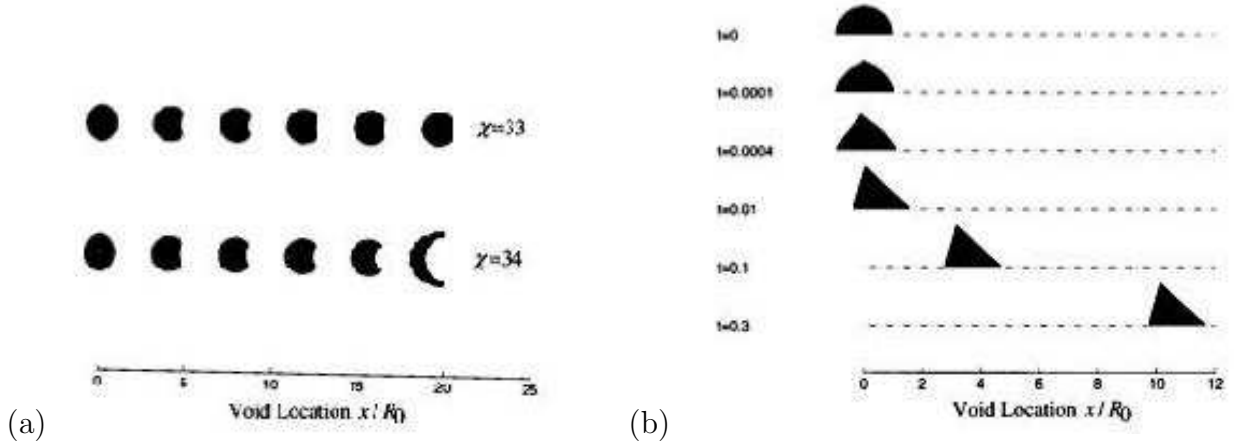 χ=33
χ=34
0 5 10 15 20 25
Void Location x / R0
(a)
t=0
t=0.0001
t=0.0004
t=0.01
t=0.1
t=0.3
0 2 4 6 8 10 12
Void Location x / R0
(b)